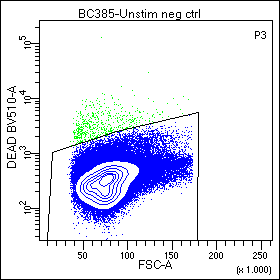 BC385-Unstim neg ctrl
P3
DEAD BV510-A
10^5
10^4
10^3
10^2
50 100 150 200 250
FSC-A
(x 1.000)